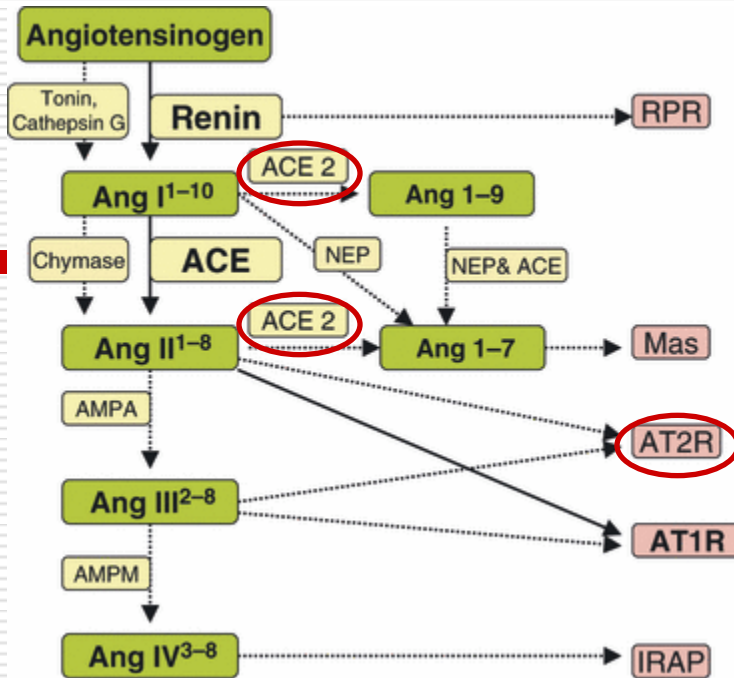 Angiotensinogen
Tonin,
Cathepsin G
Renin
RPR
ACE 2
Ang I¹⁻¹⁰
Ang 1–9
Chymase
ACE
NEP
NEP& ACE
ACE 2
Ang II¹⁻⁸
Ang 1–7
Mas
AMPA
AT2R
Ang III²⁻⁸
AT1R
AMPM
Ang IV³⁻⁸
IRAP